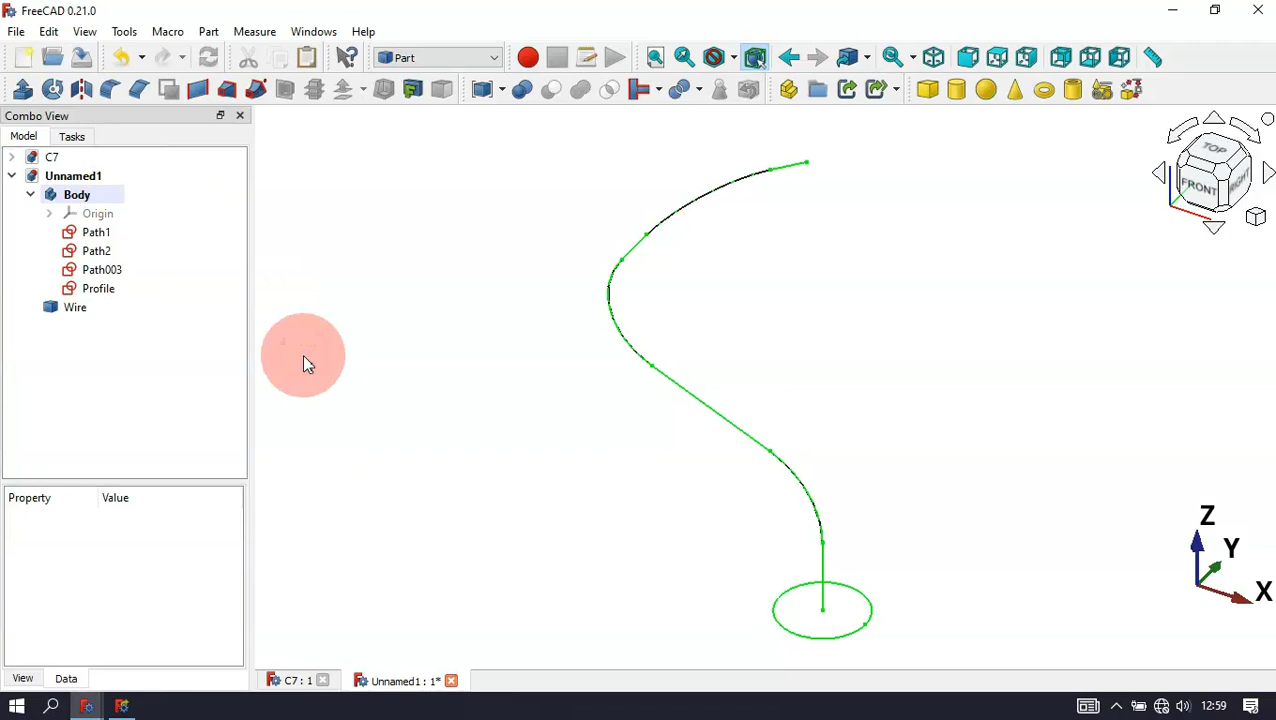 FreeCAD 0.21.0
File Edit View Tools Macro Part Measure Windows Help
Part
Combo View
Model Tasks
C7
Unnamed1
Body
Origin
Path1
Path2
Path003
Profile
Wire
TOP
FRONT
RIGHT
Property Value
Z
Y
X
View Data
C7 : 1
Unnamed1 : 1*
12:59